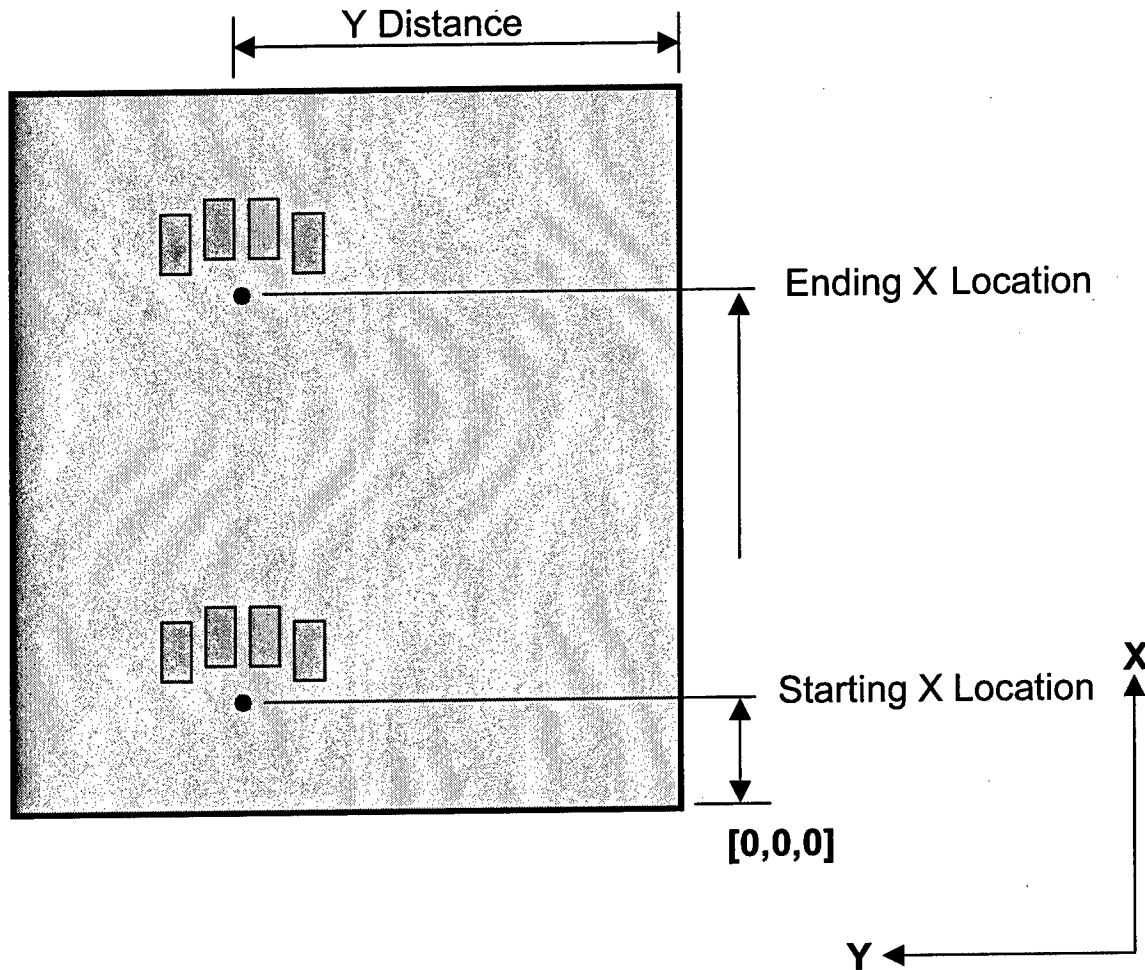 Y Distance
Ending X Location
Starting X Location
X
[0,0,0]
Y